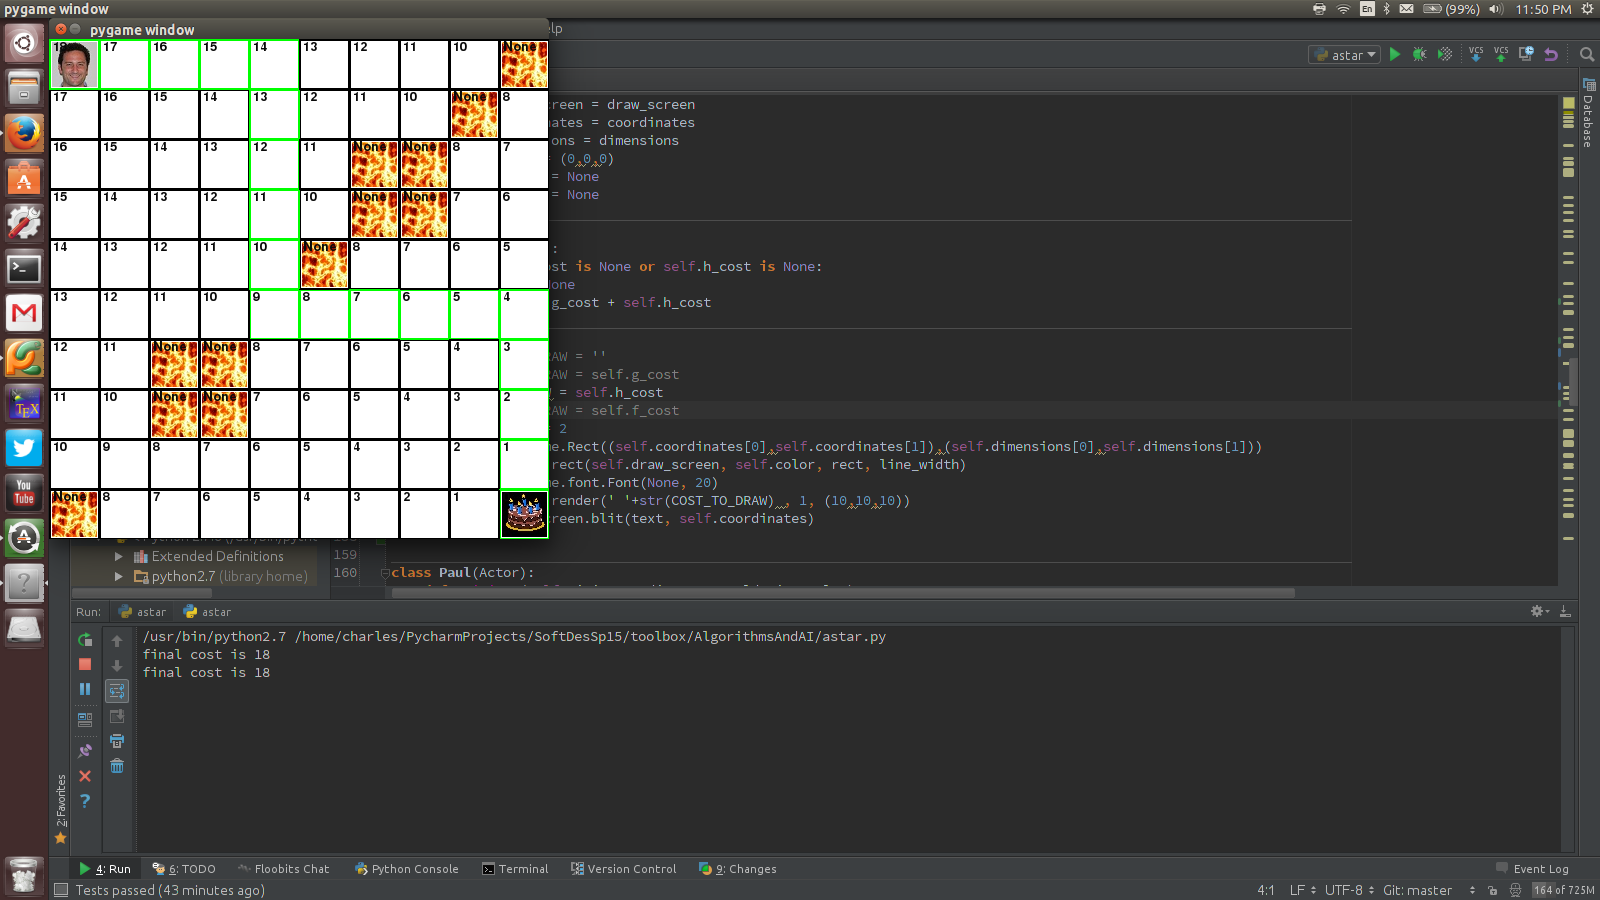 pygame window
En
(99%)
11:50 PM
pygame window
lp
astar
VCS VCS
18 17 16 15 14 13 12 11 10 None
17 16 15 14 13 12 11 10 None 8
16 15 14 13 12 11 None None 8 7
15 14 13 12 11 10 None None 7 6
14 13 12 11 10 None 8 7 6 5
13 12 11 10 9 8 7 6 5 4
12 11 None None 8 7 6 5 4 3
11 10 None None 7 6 5 4 3 2
10 9 8 7 6 5 4 3 2 1
None 8 7 6 5 4 3 2 1
reen = draw_screen
nates = coordinates
ons = dimensions
= (0,0,0)
= None
= None
:
st is None or self.h_cost is None:
None
g_cost + self.h_cost
RAW = ''
RAW = self.g_cost
= self.h_cost
RAW = self.f_cost
= 2
me.Rect((self.coordinates[0],self.coordinates[1]),(self.dimensions[0],self.dimensions[1]))
rect(self.draw_screen, self.color, rect, line_width)
me.font.Font(None, 20)
render(' '+str(COST_TO_DRAW) , 1, (10,10,10))
reen.blit(text, self.coordinates)
159
160 class Paul(Actor):
Database
Extended Definitions
python2.7 (library home)
Run: astar astar
/usr/bin/python2.7 /home/charles/PycharmProjects/SoftDesSp15/toolbox/AlgorithmsAndAI/astar.py
final cost is 18
final cost is 18
2: Favorites
TEX
You
Tube
4: Run 6: TODO Floobits Chat Python Console Terminal Version Control 9: Changes Event Log
Tests passed (43 minutes ago)
4:1 LF UTF-8 Git: master 164 of 725M